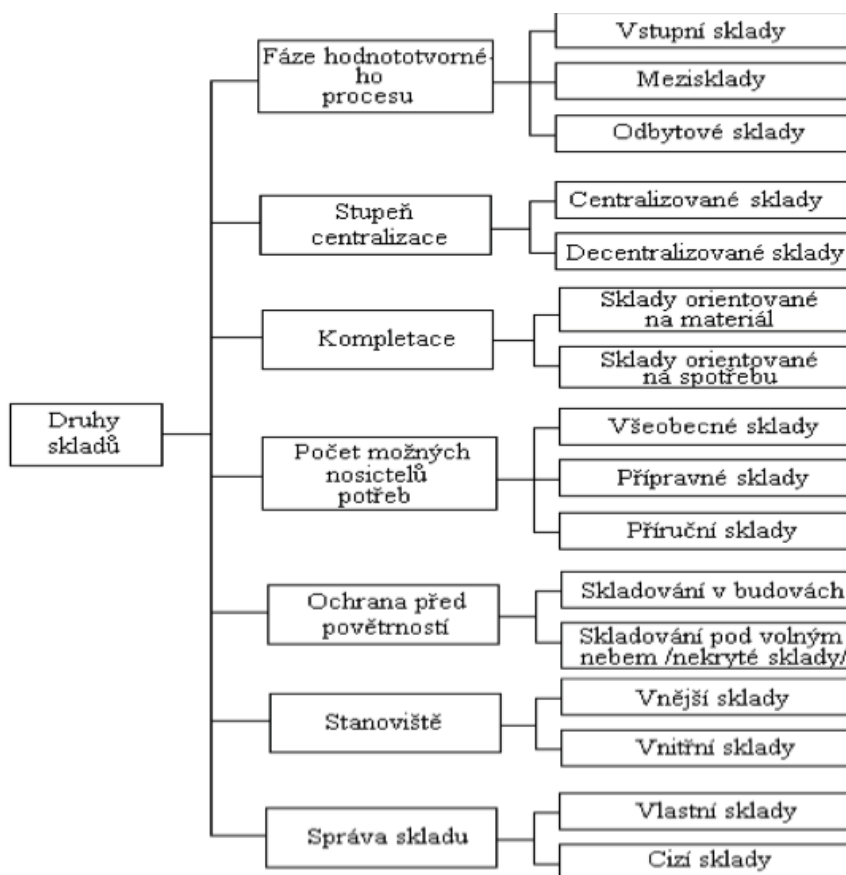 Druhy
skladů
Fáze hodnototvorné-
ho
procesu
Vstupní sklady
Mezisklady
Odbytové sklady
Stupeň
centralizace
Centralizované sklady
Decentralizované sklady
Kompletace
Sklady orientované
na materiál
Sklady orientované
na spotřebu
Počet možných
nosictelů
potřeb
Všeobecné sklady
Přípravné sklady
Příruční sklady
Ochrana před
povětrností
Skladování v budovách
Skladování pod volným
nebem /nekryté sklady/
Stanoviště
Vnější sklady
Vnitřní sklady
Správa skladu
Vlastní sklady
Cizí sklady